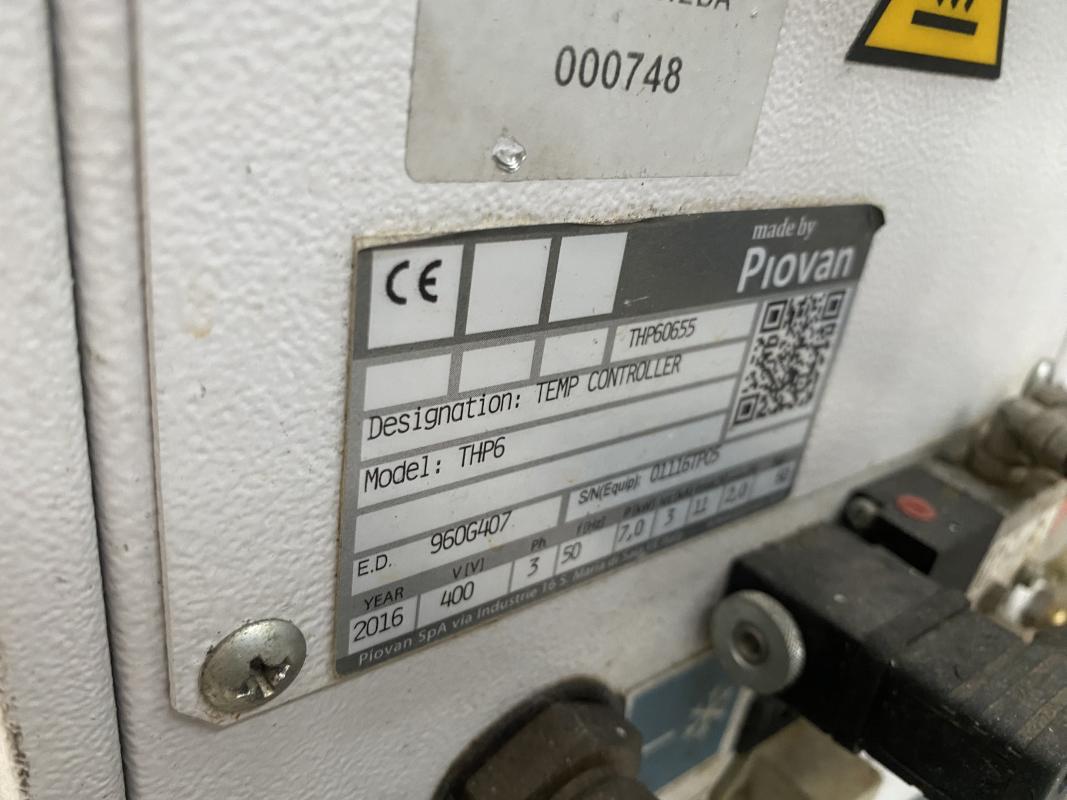 000748
made by
Piovan
CE
THP60655
Designation: TEMP CONTROLLER
Model: THP6
S/N(Equip): 01116TP05
E.D. 960G407
YEAR V [V] Ph f[Hz] P[kW]
2016 400 3 50 7,0 3 11 2,0
Piovan SpA via Industrie 16 S. Maria di